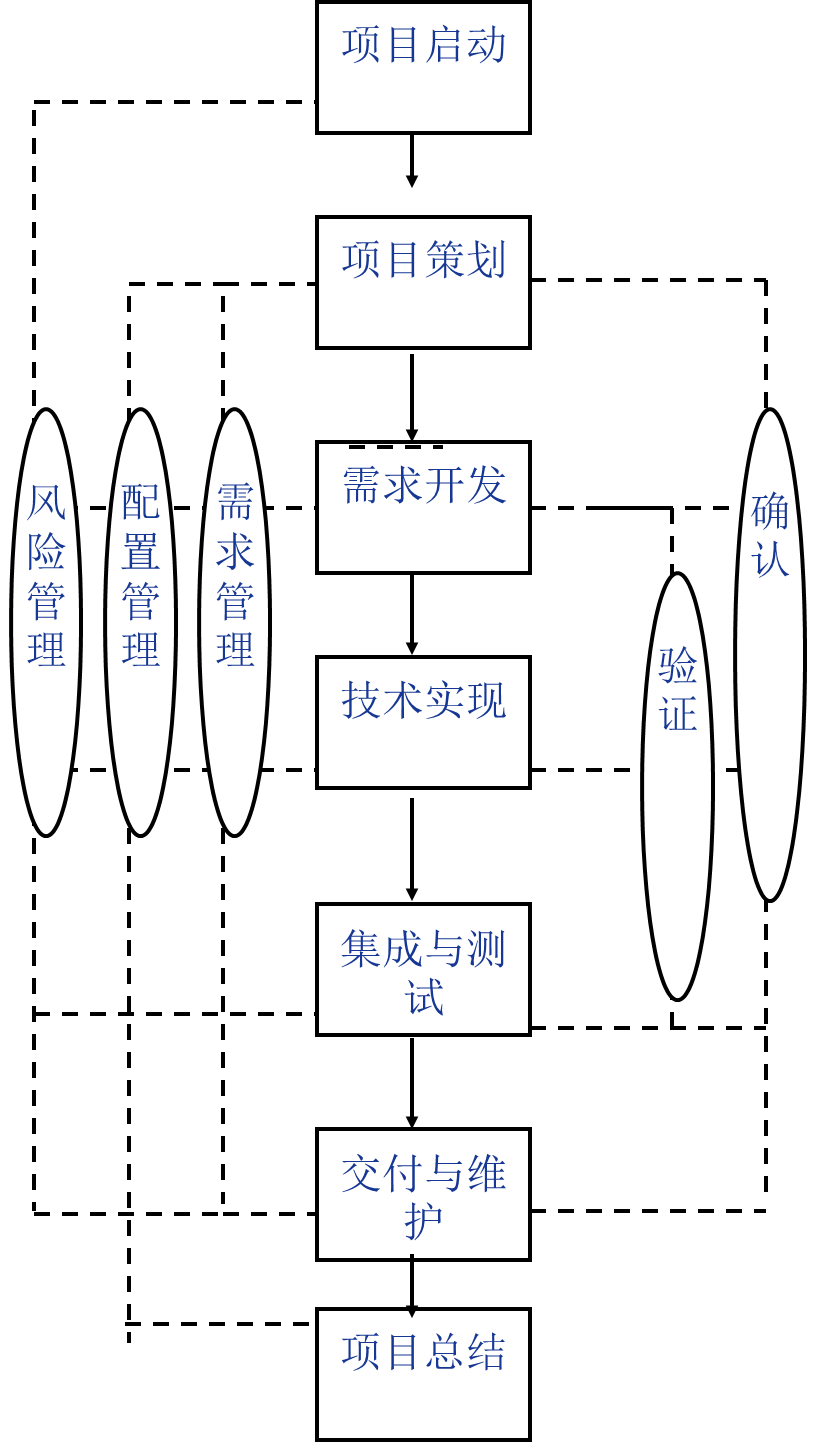 项目启动
项目策划
需求开发
技术实现
集成与测
试
交付与维
护
项目总结
风险管理
配置管理
需求管理
验证
确认